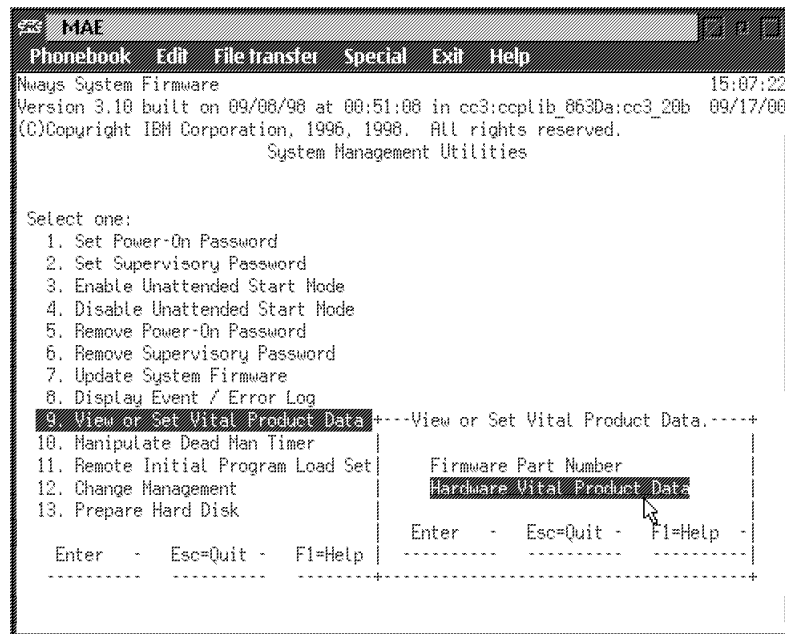 MAE
Phonebook Edit File transfer Special Exit Help
Nways System Firmware 15:07:22
Version 3.10 built on 09/08/98 at 00:51:08 in cc3:ccplib_863Da:cc3_20b 09/17/00
(C)Copyright IBM Corporation, 1996, 1998. All rights reserved.
System Management Utilities
Select one:
1. Set Power-On Password
2. Set Supervisory Password
3. Enable Unattended Start Mode
4. Disable Unattended Start Mode
5. Remove Power-On Password
6. Remove Supervisory Password
7. Update System Firmware
8. Display Event / Error Log
9. View or Set Vital Product Data +---View or Set Vital Product Data.----+
10. Manipulate Dead Man Timer |
11. Remote Initial Program Load Set| Firmware Part Number |
12. Change Management | Hardware Vital Product Data |
13. Prepare Hard Disk |
Enter - Esc=Quit - F1=Help -|
Enter - Esc=Quit - F1=Help |